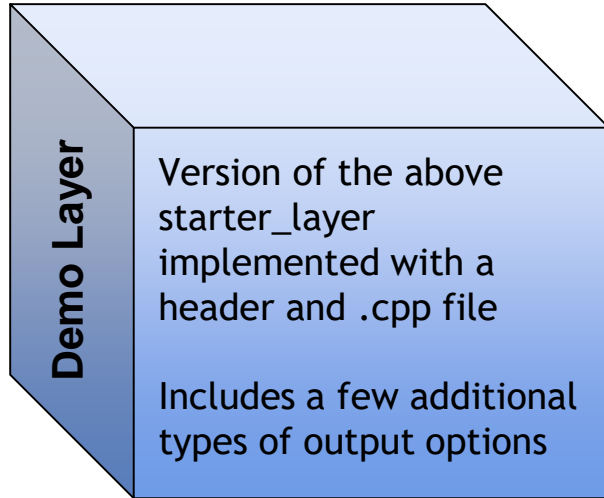 Demo Layer
Version of the above
starter_layer
implemented with a
header and .cpp file
Includes a few additional
types of output options